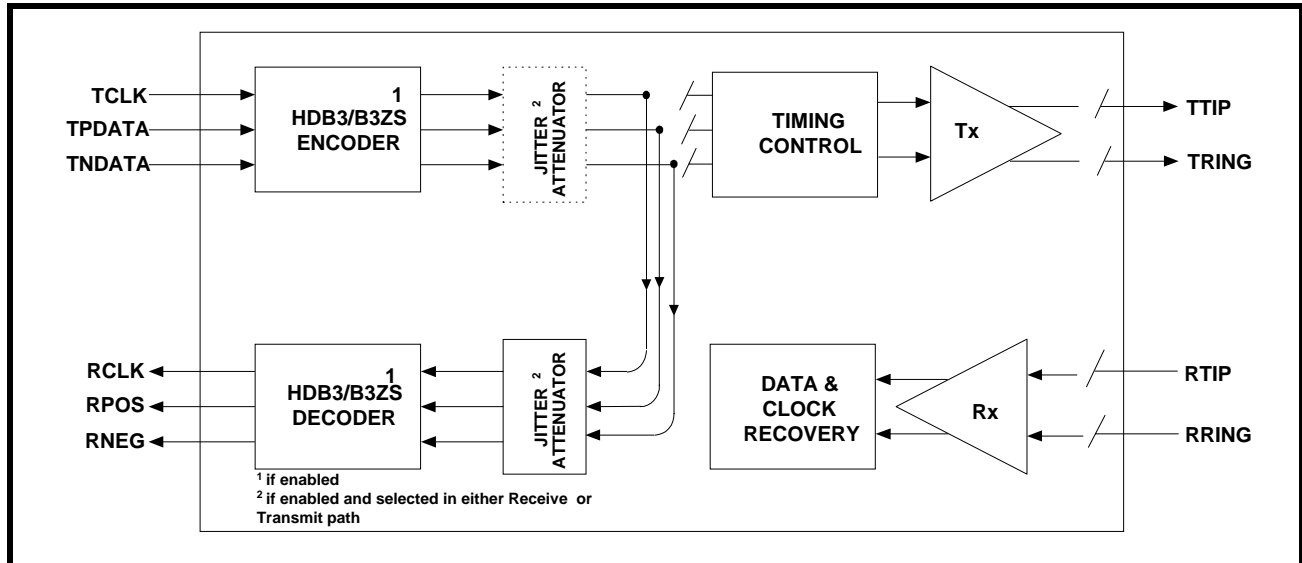 TCLK
TPDATA
TNDATA
1
HDB3/B3ZS
ENCODER
JITTER 2
ATTENUATOR
TIMING
CONTROL
Tx
TTIP
TRING
RCLK
RPOS
RNEG
1
HDB3/B3ZS
DECODER
JITTER 2
ATTENUATOR
DATA &
CLOCK
RECOVERY
Rx
RTIP
RRING
1 if enabled
2 if enabled and selected in either Receive or
Transmit path